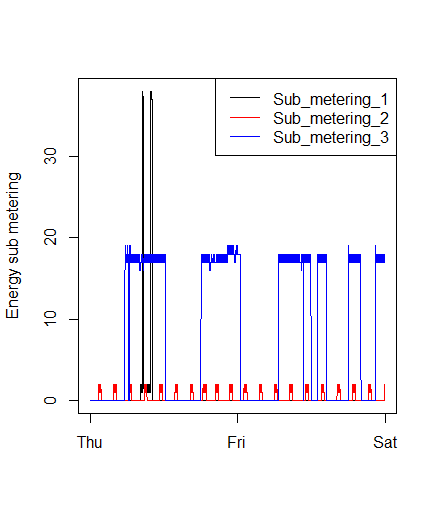 Sub_metering_1
Sub_metering_2
Sub_metering_3
Energy sub metering
30
20
10
0
Thu Fri Sat